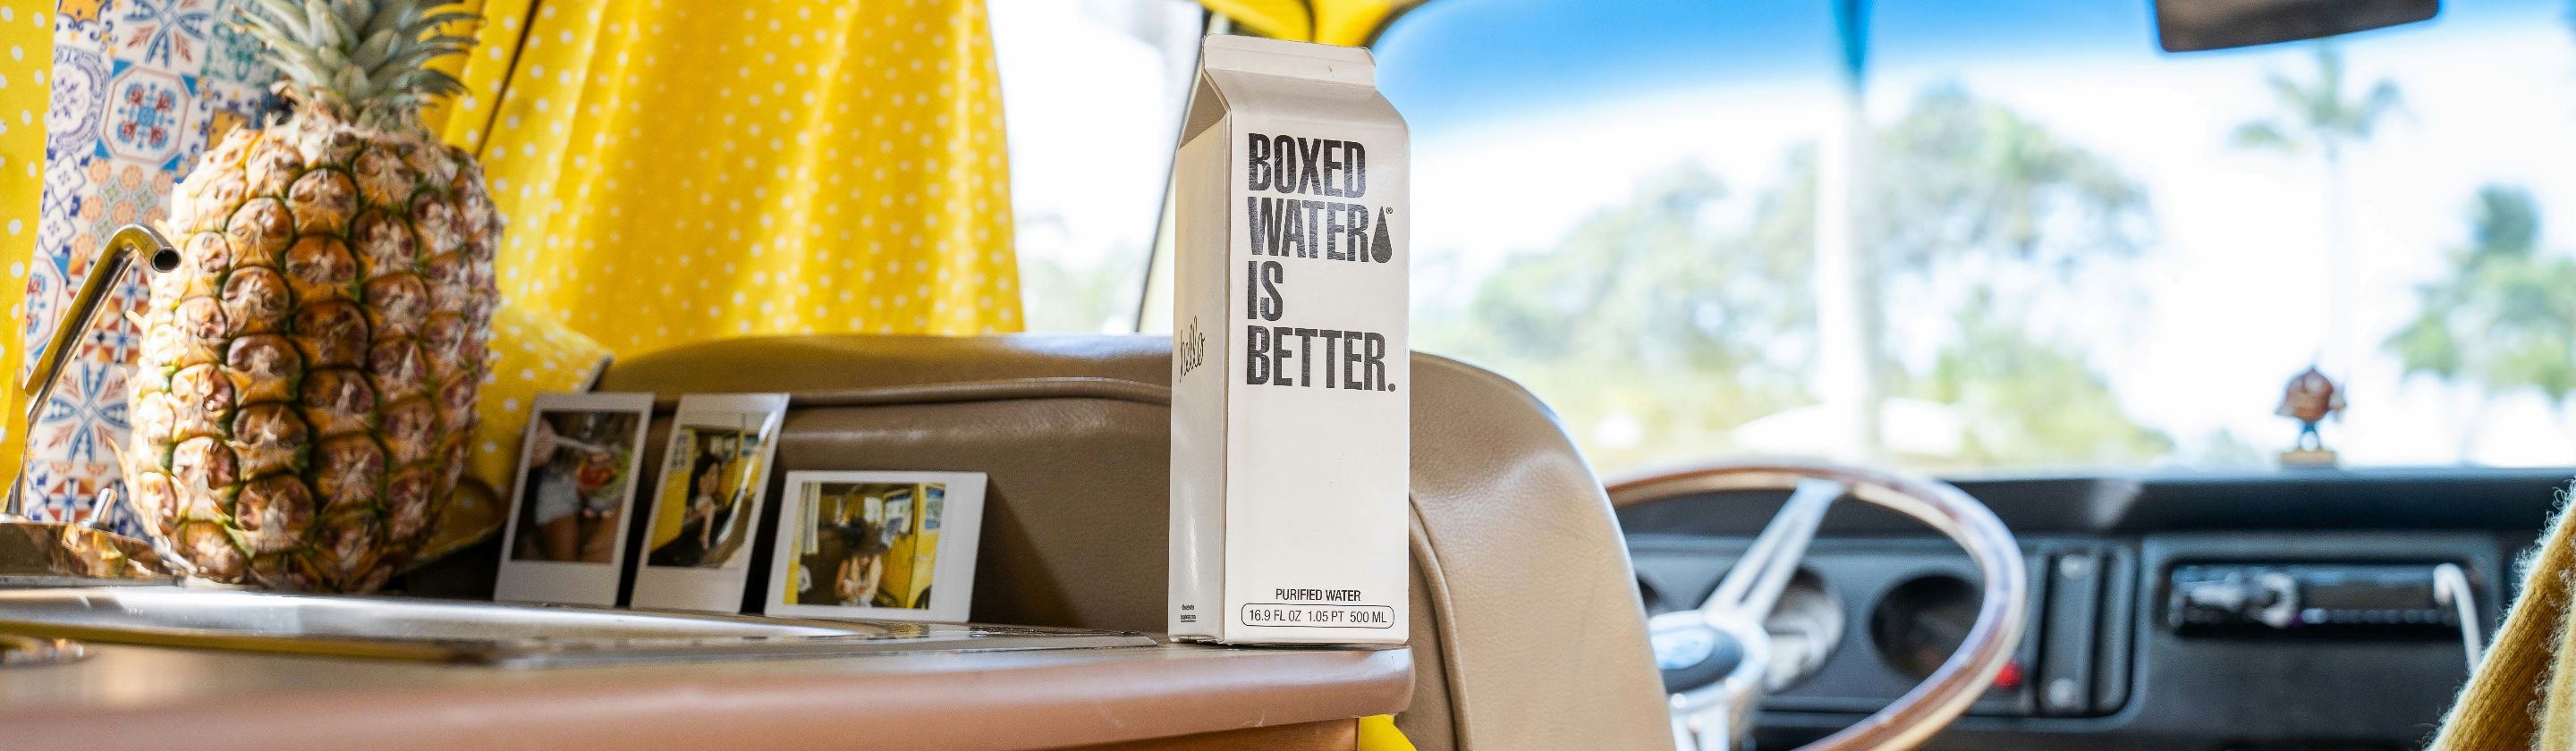 BOXED
WATER®
IS
BETTER.
hello
PURIFIED WATER
16.9 FL OZ 1.05 PT 500 ML